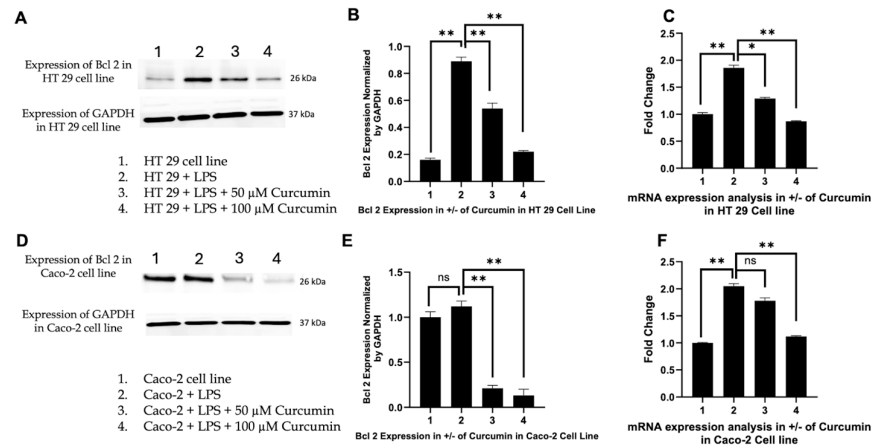 A
1 2 3 4
Expression of Bcl 2 in
HT 29 cell line
26 kDa
Expression of GAPDH
in HT 29 cell line
37 kDa
1. HT 29 cell line
2. HT 29 + LPS
3. HT 29 + LPS + 50 µM Curcumin
4. HT 29 + LPS + 100 µM Curcumin
B
Bcl 2 Expression Normalized
by GAPDH
1.0
0.8
0.6
0.4
0.2
0.0
**
**
**
1 2 3 4
Bcl 2 Expression in +/- of Curcumin in HT 29 Cell Line
C
Fold Change
2.5
2.0
1.5
1.0
0.5
0.0
**
**
*
1 2 3 4
mRNA expression analysis in +/- of Curcumin
in HT 29 Cell line
D
1 2 3 4
Expression of Bcl 2 in
Caco-2 cell line
26 kDa
Expression of GAPDH
in Caco-2 cell line
37 kDa
1. Caco-2 cell line
2. Caco-2 + LPS
3. Caco-2 + LPS + 50 µM Curcumin
4. Caco-2 + LPS + 100 µM Curcumin
E
Bcl 2 Expression Normalized
by GAPDH
1.5
1.0
0.5
0.0
**
ns
**
1 2 3 4
Bcl 2 Expression in +/- of Curcumin in Caco-2 Cell Line
F
Fold Change
2.5
2.0
1.5
1.0
0.5
0.0
**
**
ns
1 2 3 4
mRNA expression analysis in +/- of Curcumin
in Caco-2 Cell line